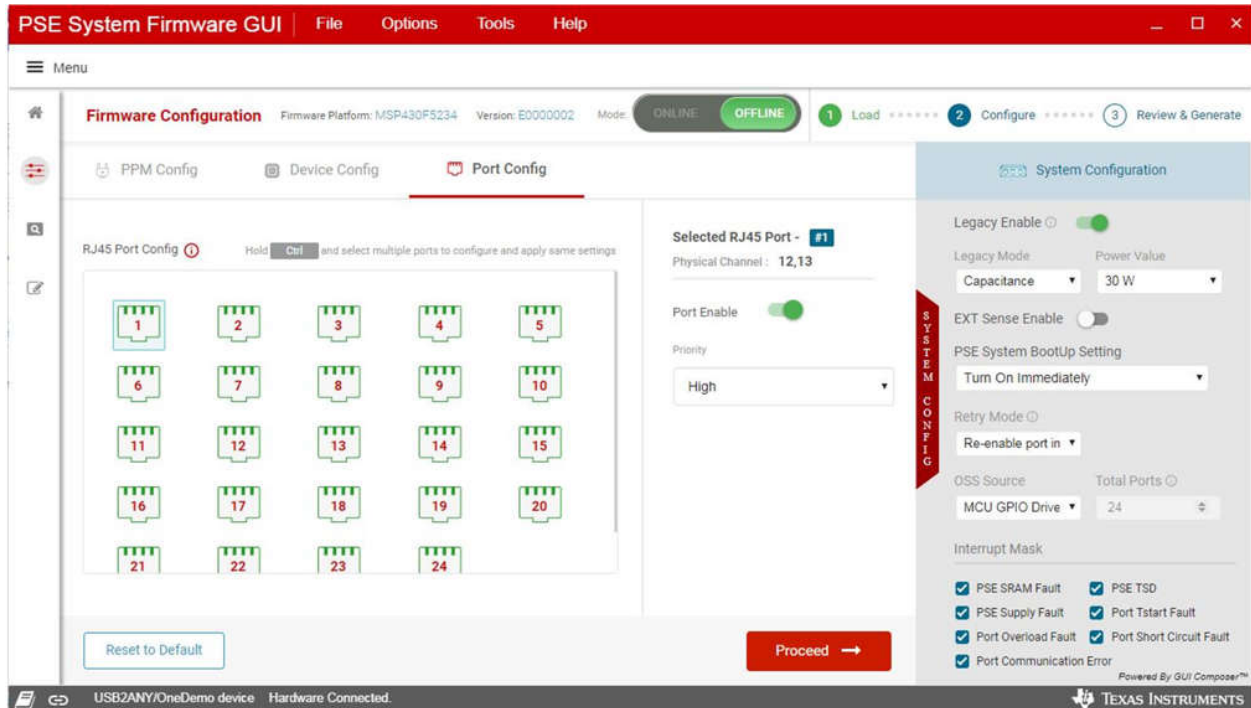 PSE System Firmware GUI File Options Tools Help
Menu
Firmware Configuration Firmware Platform: MSP430F5234 Version: E0000002 Mode: ONLINE OFFLINE 1 Load 2 Configure 3 Review & Generate
PPM Config Device Config Port Config
RJ45 Port Config Hold Ctrl and select multiple ports to configure and apply same settings
1 2 3 4 5
6 7 8 9 10
11 12 13 14 15
16 17 18 19 20
21 22 23 24
Reset to Default
Selected RJ45 Port - #1
Physical Channel : 12,13
Port Enable
Priority
High
Proceed
SYSTEM CONFIG
System Configuration
Legacy Enable
Legacy Mode Power Value
Capacitance 30 W
EXT Sense Enable
PSE System BootUp Setting
Turn On Immediately
Retry Mode
Re-enable port in
OSS Source Total Ports
MCU GPIO Drive 24
Interrupt Mask
PSE SRAM Fault PSE TSD
PSE Supply Fault Port Tstart Fault
Port Overload Fault Port Short Circuit Fault
Port Communication Error
Powered By GUI Composer™
USB2ANY/OneDemo device Hardware Connected.
TEXAS INSTRUMENTS